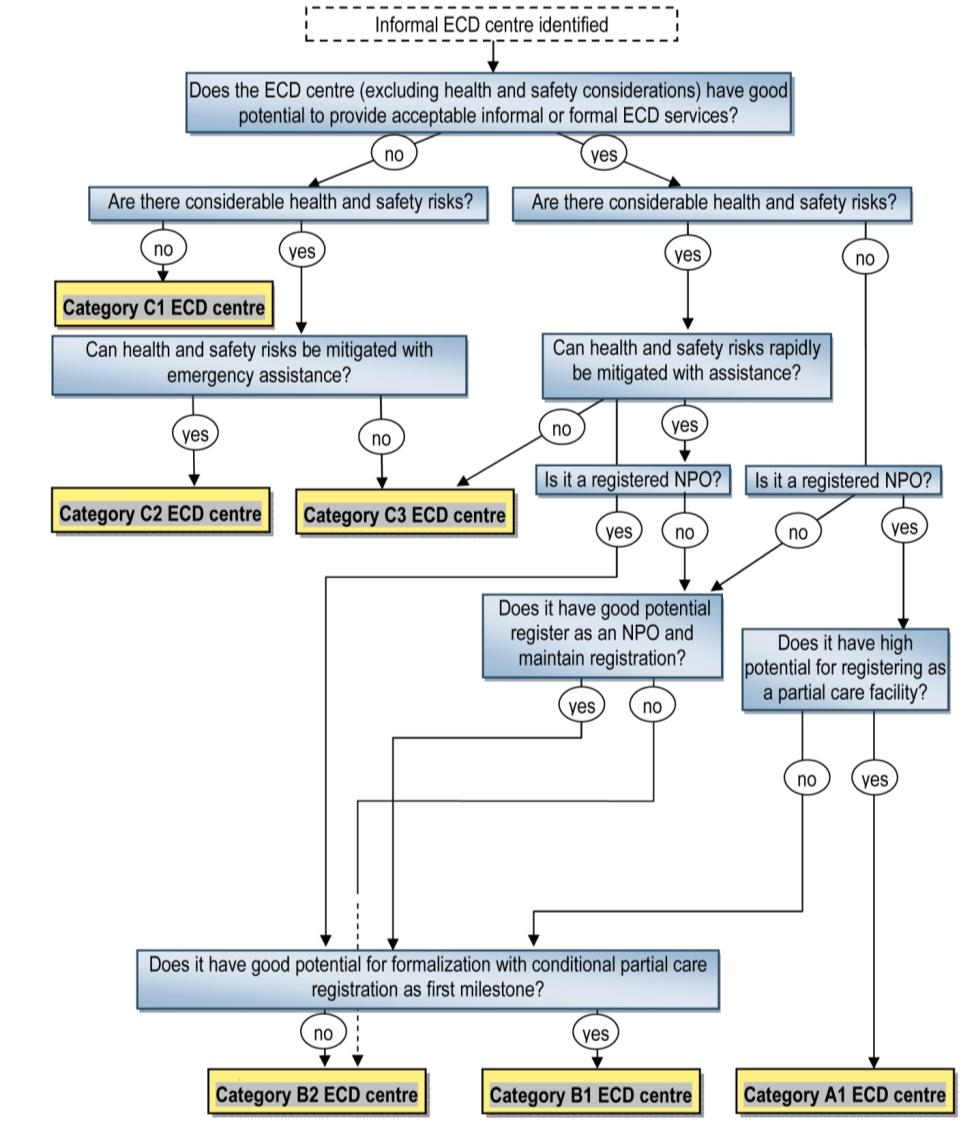 Informal ECD centre identified
Does the ECD centre (excluding health and safety considerations) have good
potential to provide acceptable informal or formal ECD services?
no
yes
Are there considerable health and safety risks?
Are there considerable health and safety risks?
no
yes
yes
no
Category C1 ECD centre
Can health and safety risks be mitigated with
emergency assistance?
Can health and safety risks rapidly
be mitigated with assistance?
yes
no
no
yes
Is it a registered NPO?
Is it a registered NPO?
Category C2 ECD centre
Category C3 ECD centre
yes
no
no
yes
Does it have good potential
register as an NPO and
maintain registration?
Does it have high
potential for registering as
a partial care facility?
yes
no
no
yes
Does it have good potential for formalization with conditional partial care
registration as first milestone?
no
yes
Category B2 ECD centre
Category B1 ECD centre
Category A1 ECD centre